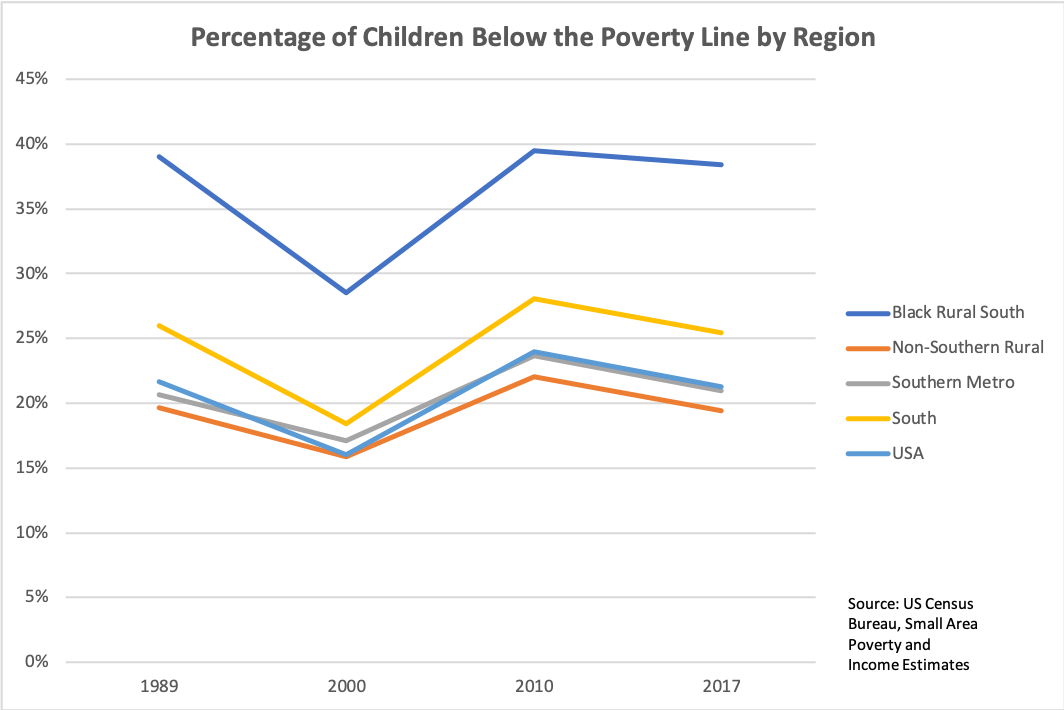 Percentage of Children Below the Poverty Line by Region
45%
40%
35%
30%
25%
20%
15%
10%
5%
0%
1989 2000 2010 2017
Black Rural South
Non-Southern Rural
Southern Metro
South
USA
Source: US Census
Bureau, Small Area
Poverty and
Income Estimates